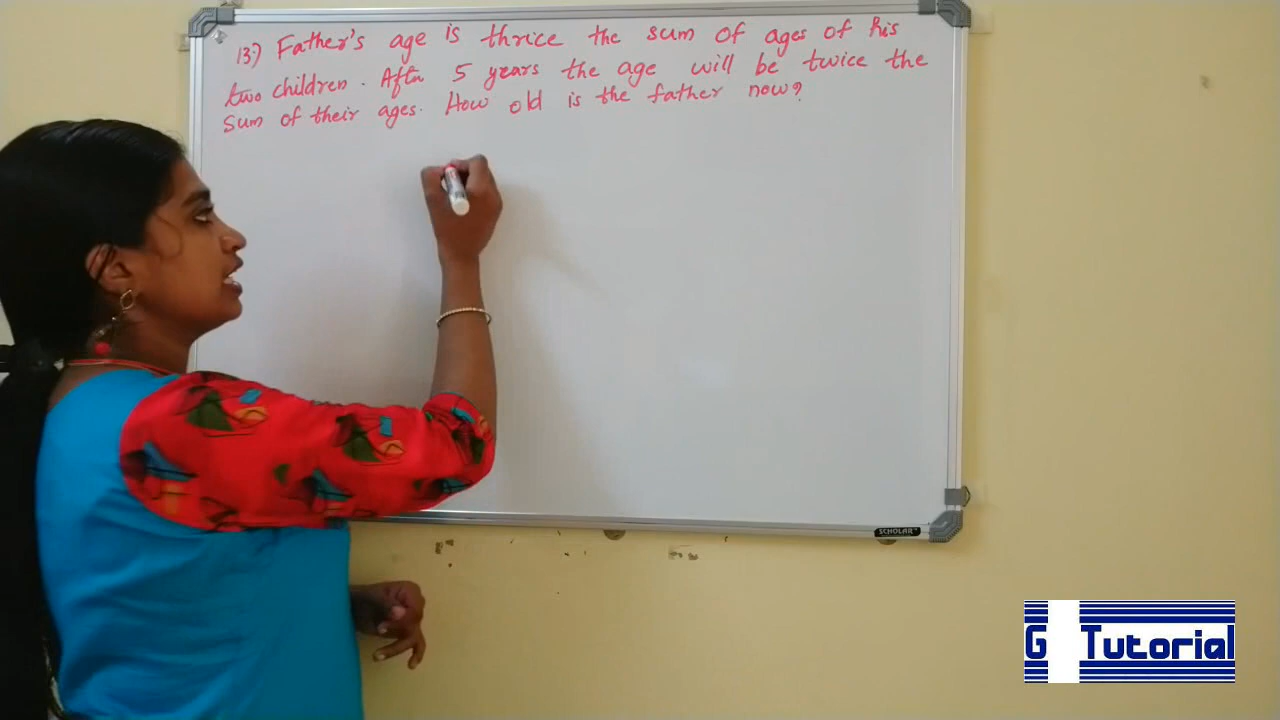 13:) Father's age is thrice the sum of ages of his
two children. After 5 years the age will be twice the
sum of their ages. How old is the father now?
SCHOLAR
G Tutorial